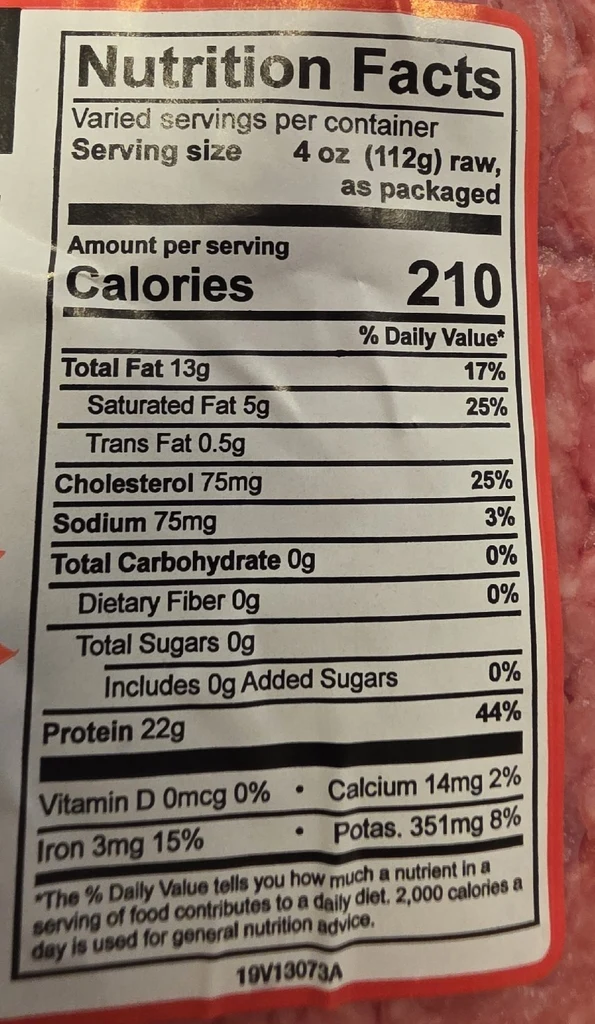 Nutrition Facts
Varied servings per container
Serving size 4 oz (112g) raw,
as packaged
Amount per serving
Calories 210
% Daily Value*
Total Fat 13g 17%
Saturated Fat 5g 25%
Trans Fat 0.5g
Cholesterol 75mg 25%
Sodium 75mg 3%
Total Carbohydrate 0g 0%
Dietary Fiber 0g 0%
Total Sugars 0g
Includes 0g Added Sugars 0%
Protein 22g 44%
Vitamin D 0mcg 0% • Calcium 14mg 2%
Iron 3mg 15% • Potas. 351mg 8%
*The % Daily Value tells you how much a nutrient in a
serving of food contributes to a daily diet. 2,000 calories a
day is used for general nutrition advice.
19V13073A